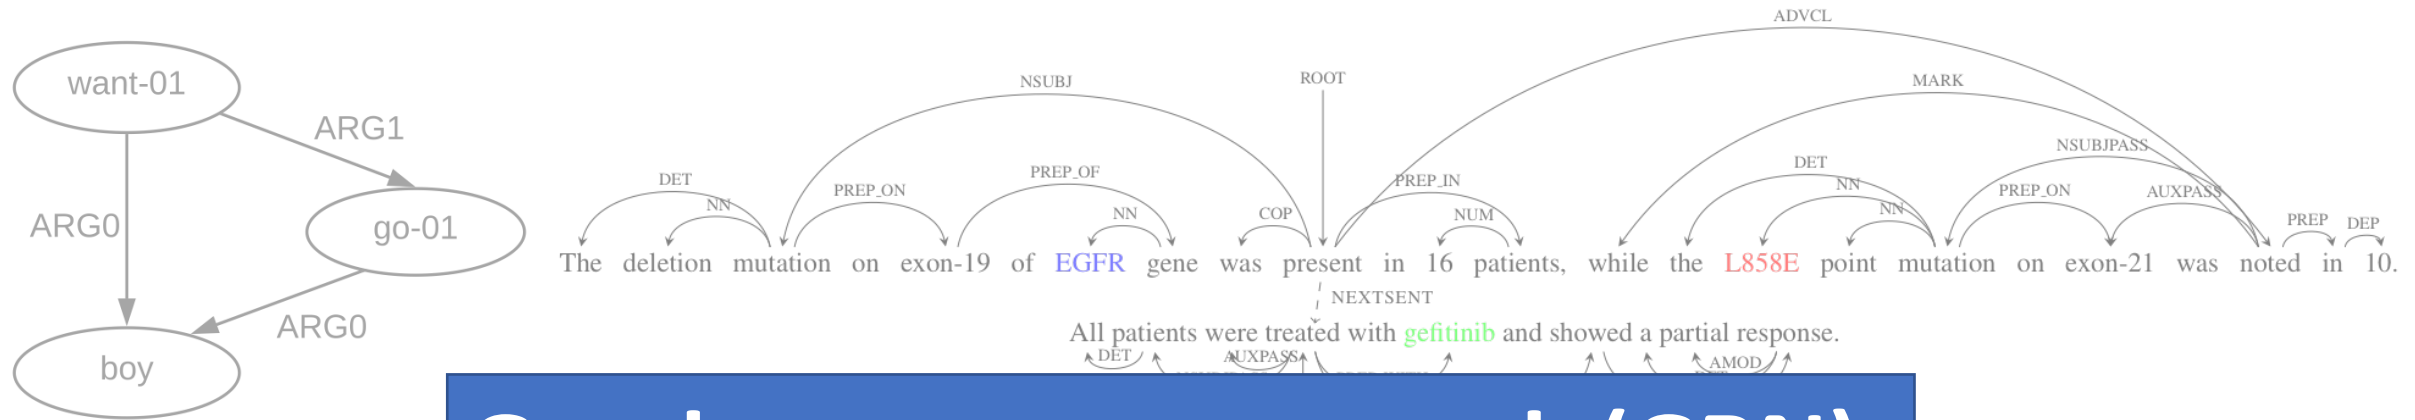 want-01
ARG1
ARG0
go-01
ARG0
boy
ADVCL
ROOT
NSUBJ
MARK
NSUBJPASS
DET
PREP_OF
DET
PREP_IN
NN
PREP_ON
PREP_ON
AUXPASS
NN
NN
COP
NUM
NN
PREP
DEP
The deletion mutation on exon-19 of EGFR gene was present in 16 patients, while the L858E point mutation on exon-21 was noted in 10.
NEXTSENT
All patients were treated with gefitinib and showed a partial response.
DET
AUXPASS
AMOD